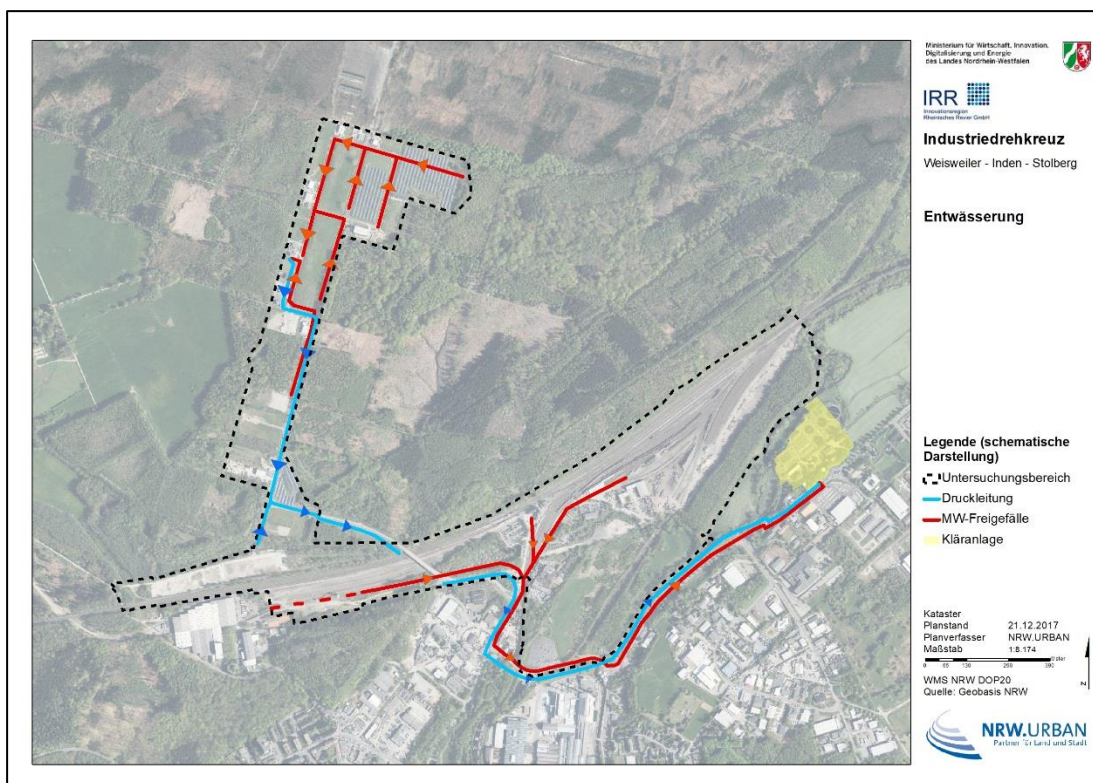 Ministerium für Wirtschaft, Innovation,
Digitalisierung und Energie
des Landes Nordrhein-Westfalen
IRR
Innovationsregion
Rheinisches Revier GmbH
Industriedrehkreuz
Weisweiler - Inden - Stolberg
Entwässerung
Legende (schematische
Darstellung)
Untersuchungsbereich
Druckleitung
MW-Freigefälle
Kläranlage
Kataster
Planstand 21.12.2017
Planverfasser NRW.URBAN
Maßstab 1:8.174
WMS NRW DOP20
Quelle: Geobasis NRW
N
NRW.URBAN
Partner für Land und Stadt